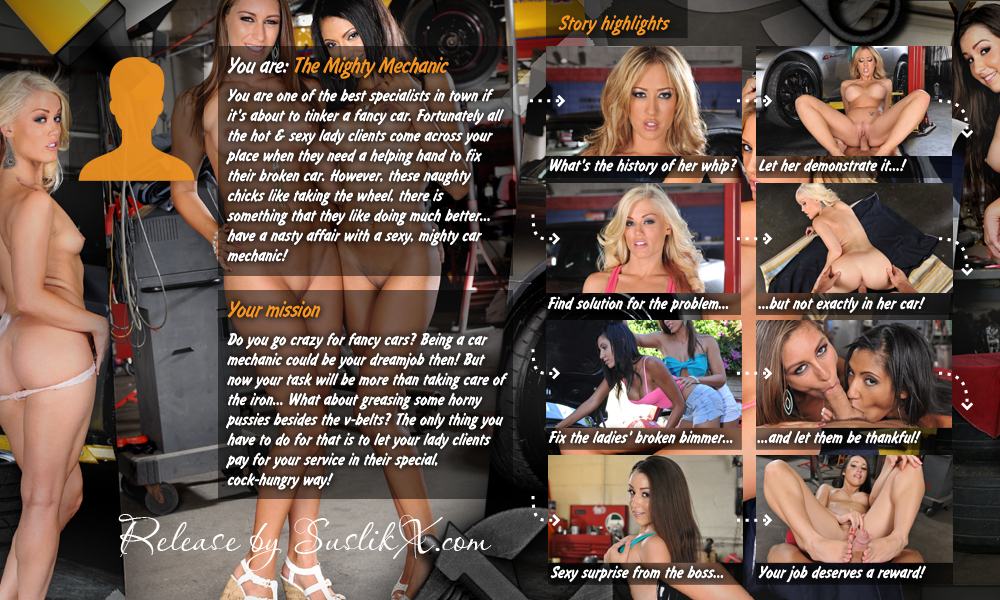 You are: The Mighty Mechanic
You are one of the best specialists in town if
it's about to tinker a fancy car. Fortunately all
the hot & sexy lady clients come across your
place when they need a helping hand to fix
their broken car. However, these naughty
chicks like taking the wheel, there is
something that they like doing much better...
have a nasty affair with a sexy, mighty car
mechanic!
Your mission
Do you go crazy for fancy cars? Being a car
mechanic could be your dreamjob then! But
now your task will be more than taking care of
the iron... What about greasing some horny
pussies besides the v-belts? The only thing you
have to do for that is to let your lady clients
pay for your service in their special,
cock-hungry way!
Release by SuslikX.com
Story highlights
What's the history of her whip?
Let her demonstrate it...!
Find solution for the problem...
...but not exactly in her car!
Fix the ladies' broken bimmer...
...and let them be thankful!
Sexy surprise from the boss...
Your job deserves a reward!